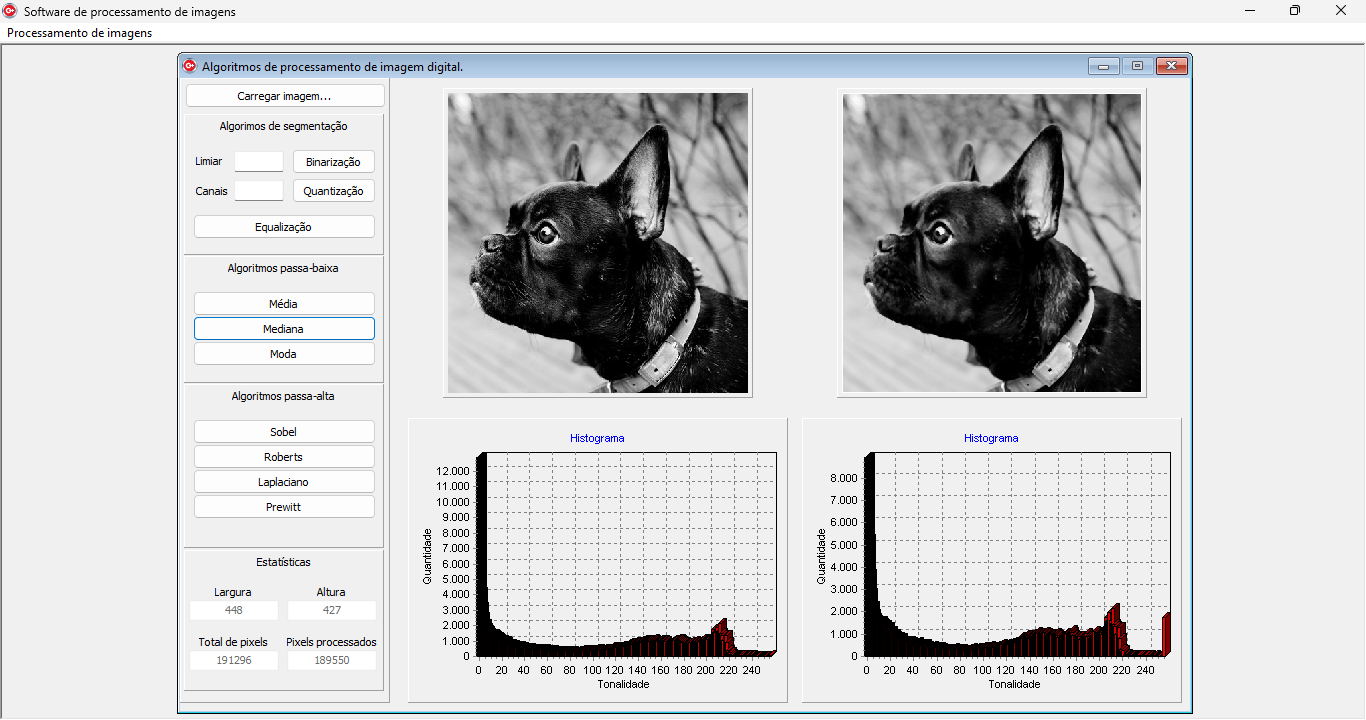 Software de processamento de imagens
Processamento de imagens
Algoritmos de processamento de imagem digital.
Carregar imagem...
Algorimos de segmentação
Limiar
Binarização
Canais
Quantização
Equalização
Algoritmos passa-baixa
Média
Mediana
Moda
Algoritmos passa-alta
Sobel
Roberts
Laplaciano
Prewitt
Estatísticas
Largura Altura
448 427
Total de pixels Pixels processados
191296 189550
Histograma
Quantidade
12.000
11.000
10.000
9.000
8.000
7.000
6.000
5.000
4.000
3.000
2.000
1.000
0
0 20 40 60 80 100 120 140 160 180 200 220 240
Tonalidade
Histograma
Quantidade
8.000
7.000
6.000
5.000
4.000
3.000
2.000
1.000
0
0 20 40 60 80 100 120 140 160 180 200 220 240
Tonalidade